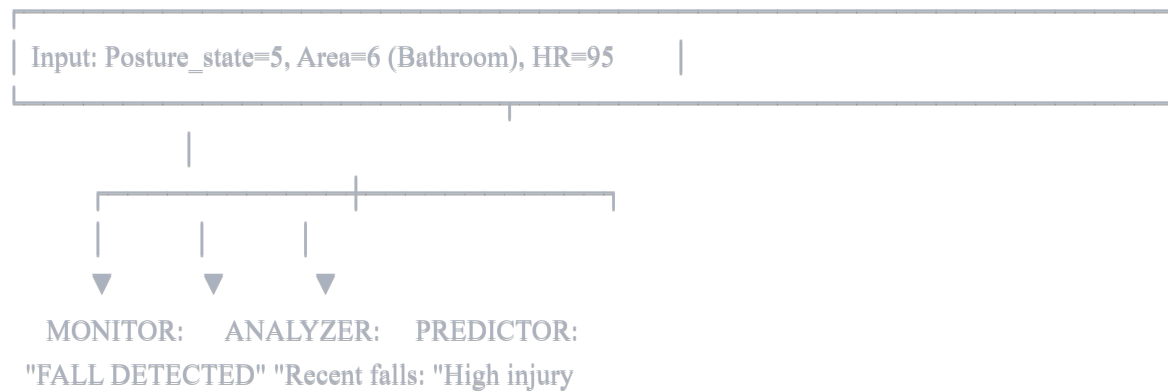 Input: Posture_state=5, Area=6 (Bathroom), HR=95
MONITOR: ANALYZER: PREDICTOR:
"FALL DETECTED" "Recent falls: "High injury